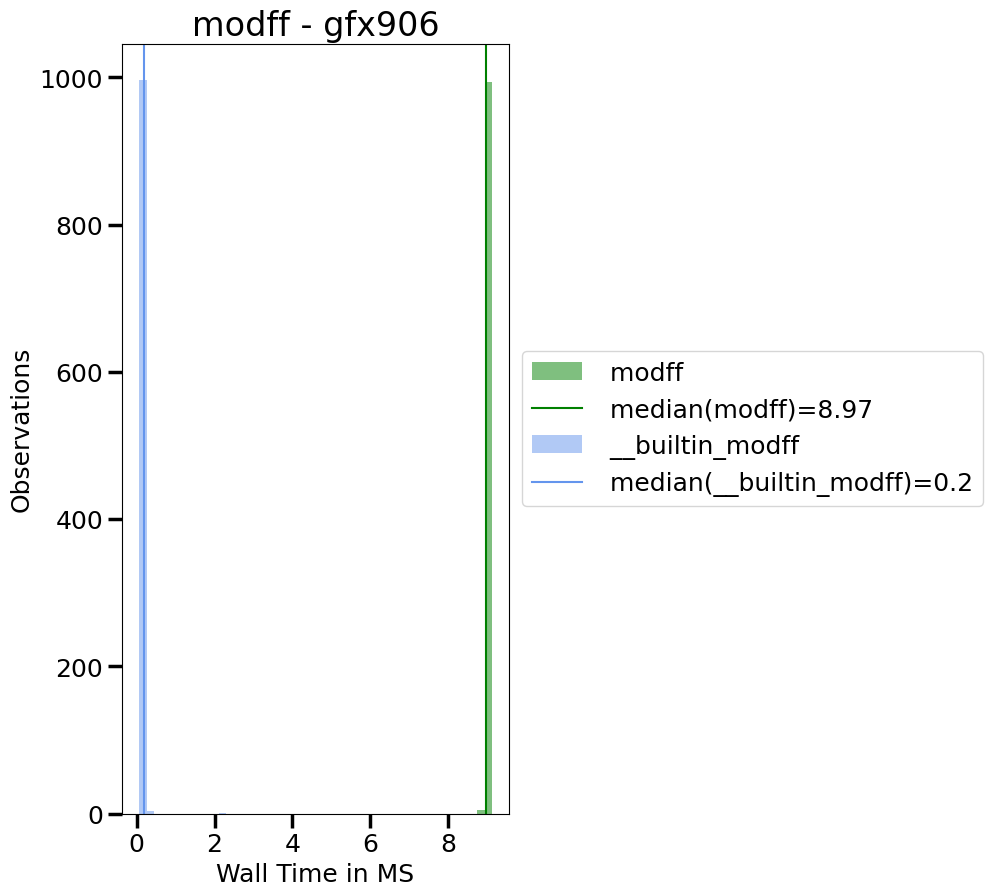 modff - gfx906
1000
800
600
400
200
0
Observations
0 2 4 6 8
Wall Time in MS
modff
median(modff)=8.97
__builtin_modff
median(__builtin_modff)=0.2